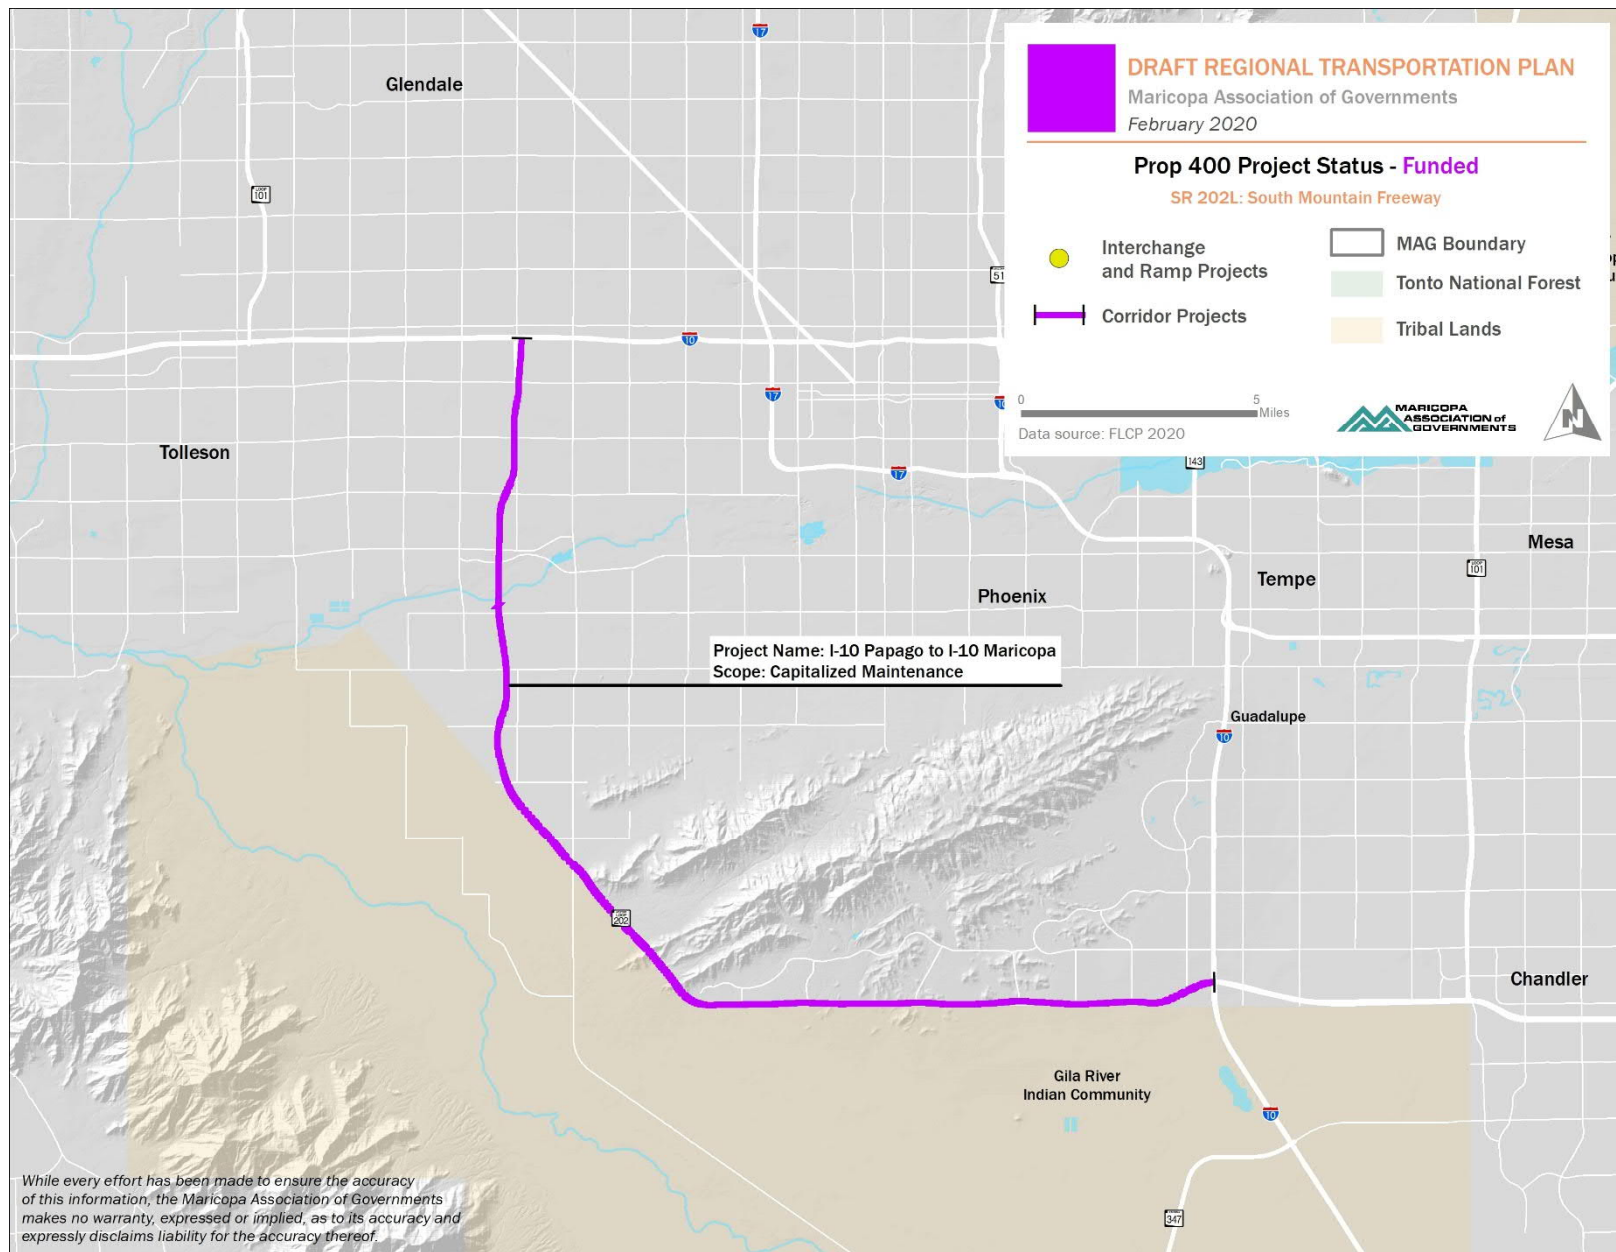 DRAFT REGIONAL TRANSPORTATION PLAN
Maricopa Association of Governments
February 2020
Prop 400 Project Status - Funded
SR 202L: South Mountain Freeway
Interchange
and Ramp Projects
Corridor Projects
MAG Boundary
Tonto National Forest
Tribal Lands
0 5
Miles
Data source: FLCP 2020
MARICOPA
ASSOCIATION of
GOVERNMENTS
N
17
Glendale
LOOP
101
51
10
17
10
Tolleson
17
143
Mesa
LOOP
101
Tempe
Phoenix
Project Name: I-10 Papago to I-10 Maricopa
Scope: Capitalized Maintenance
Guadalupe
10
LOOP
202
Chandler
Gila River
Indian Community
10
347
While every effort has been made to ensure the accuracy
of this information, the Maricopa Association of Governments
makes no warranty, expressed or implied, as to its accuracy and
expressly disclaims liability for the accuracy thereof.